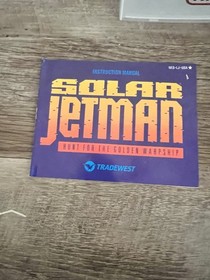 INSTRUCTION MANUAL
SOLAR
JETMAN
HUNT FOR THE GOLDEN WARPSHIP
TRADEWEST